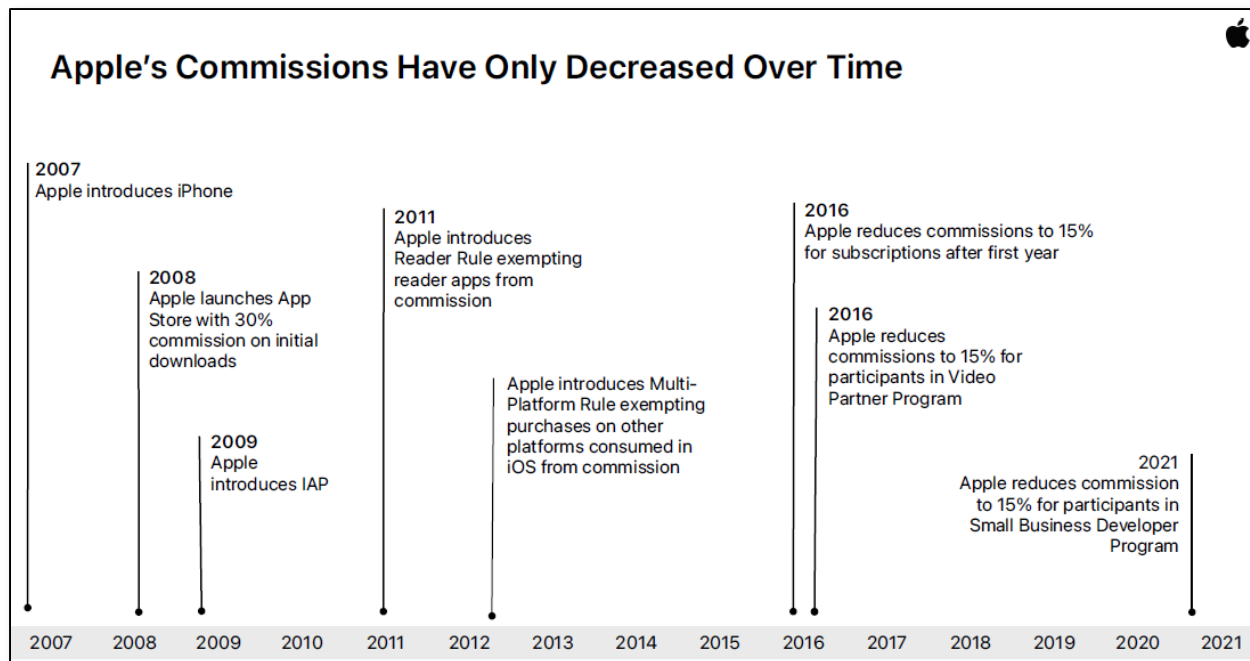 Apple's Commissions Have Only Decreased Over Time
2007
Apple introduces iPhone
2008
Apple launches App
Store with 30%
commission on initial
downloads
2009
Apple
introduces IAP
2011
Apple introduces
Reader Rule exempting
reader apps from
commission
Apple introduces Multi-
Platform Rule exempting
purchases on other
platforms consumed in
iOS from commission
2016
Apple reduces commissions to 15%
for subscriptions after first year
2016
Apple reduces
commissions to 15% for
participants in Video
Partner Program
2021
Apple reduces commission
to 15% for participants in
Small Business Developer
Program
2007 2008 2009 2010 2011 2012 2013 2014 2015 2016 2017 2018 2019 2020 2021